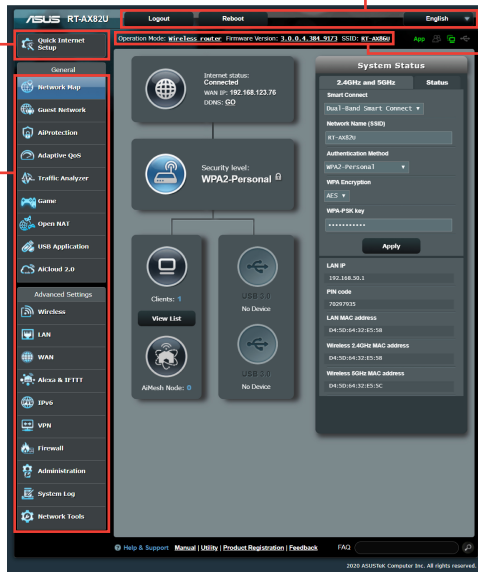 ASUS RT-AX82U
Logout
Reboot
English
Quick Internet
Setup
Operation Mode: Wireless router Firmware Version: 3.0.0.4.384_9173 SSID: RT-AX86U
App
General
Network Map
Guest Network
AiProtection
Adaptive QoS
Traffic Analyzer
Game
Open NAT
USB Application
AiCloud 2.0
Advanced Settings
Wireless
LAN
WAN
Alexa & IFTTT
IPv6
VPN
Firewall
Administration
System Log
Network Tools
Internet status:
Connected
WAN IP: 192.168.123.76
DDNS: GO
Security level:
WPA2-Personal
Clients: 1
View List
AiMesh Node: 0
USB 3.0
No Device
USB 3.0
No Device
System Status
2.4GHz and 5GHz
Status
Smart Connect
Dual-Band Smart Connect
Network Name (SSID)
RT-AX82U
Authentication Method
WPA2-Personal
WPA Encryption
AES
WPA-PSK key
Apply
LAN IP
192.168.50.1
PIN code
70297935
LAN MAC address
D4:5D:64:32:E5:58
Wireless 2.4GHz MAC address
D4:5D:64:32:E5:58
Wireless 5GHz MAC address
D4:5D:64:32:E5:5C
Help & Support Manual | Utility | Product Registration | Feedback
FAQ
2020 ASUSTeK Computer Inc. All rights reserved.